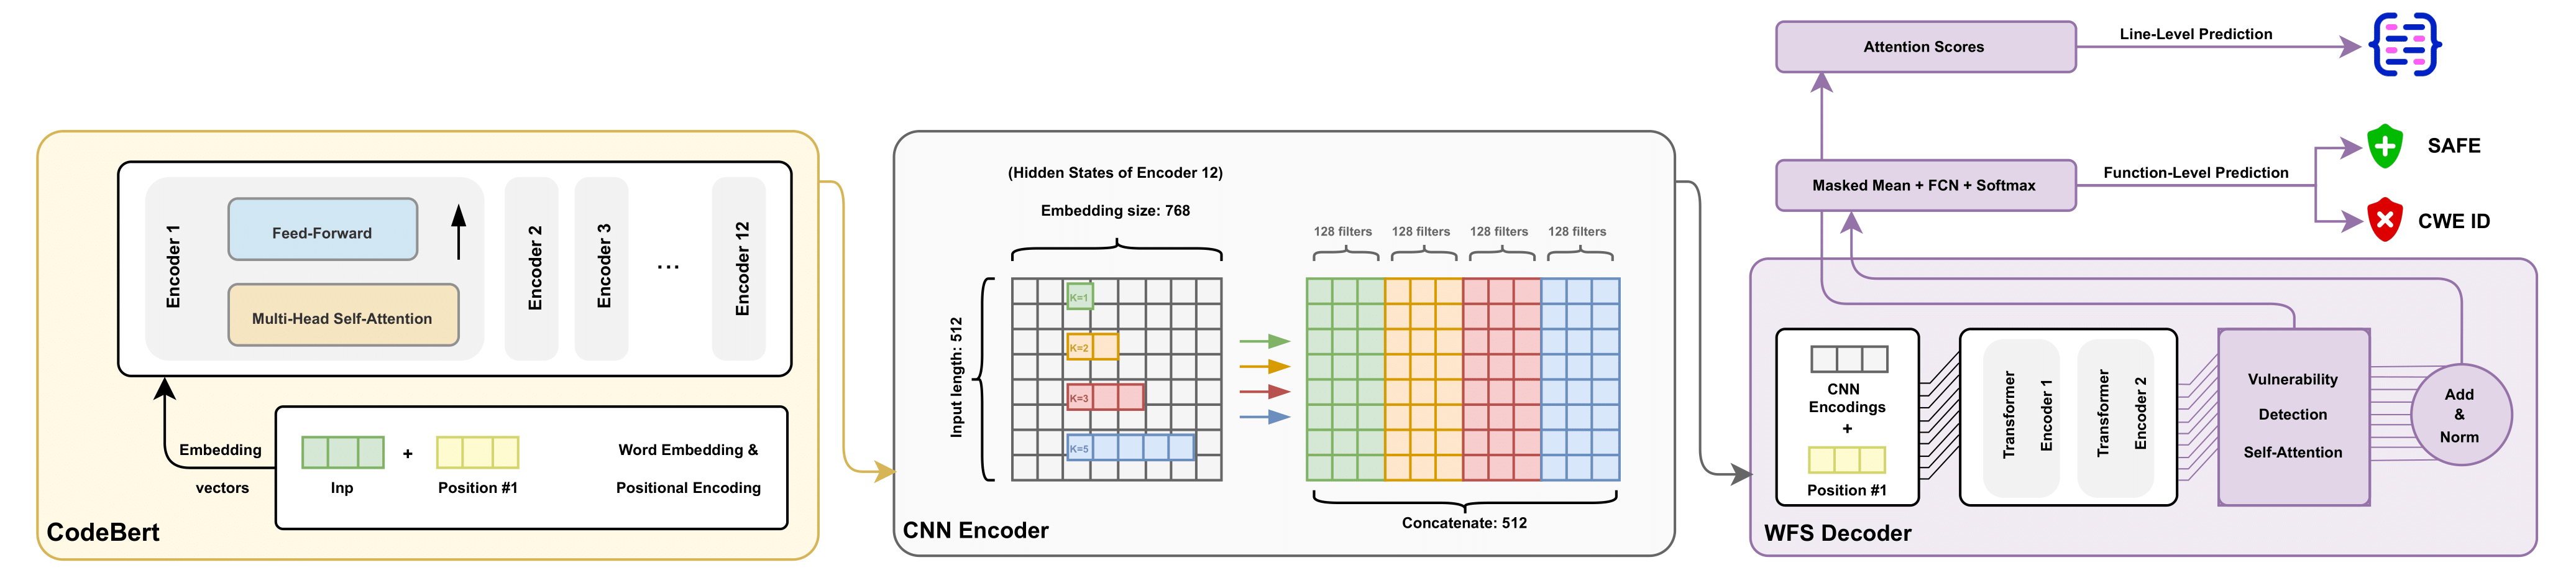 Encoder 1
Feed-Forward
Multi-Head Self-Attention
Encoder 2
Encoder 3
...
Encoder 12
Embedding
vectors
Inp
+
Position #1
Word Embedding &
Positional Encoding
CodeBert
(Hidden States of Encoder 12)
Embedding size: 768
Input length: 512
K=1
K=2
K=3
K=5
128 filters
128 filters
128 filters
128 filters
Concatenate: 512
CNN Encoder
Attention Scores
Line-Level Prediction
Masked Mean + FCN + Softmax
Function-Level Prediction
SAFE
CWE ID
CNN
Encodings
+
Position #1
Transformer
Encoder 1
Transformer
Encoder 2
Vulnerability
Detection
Self-Attention
Add
&
Norm
WFS Decoder